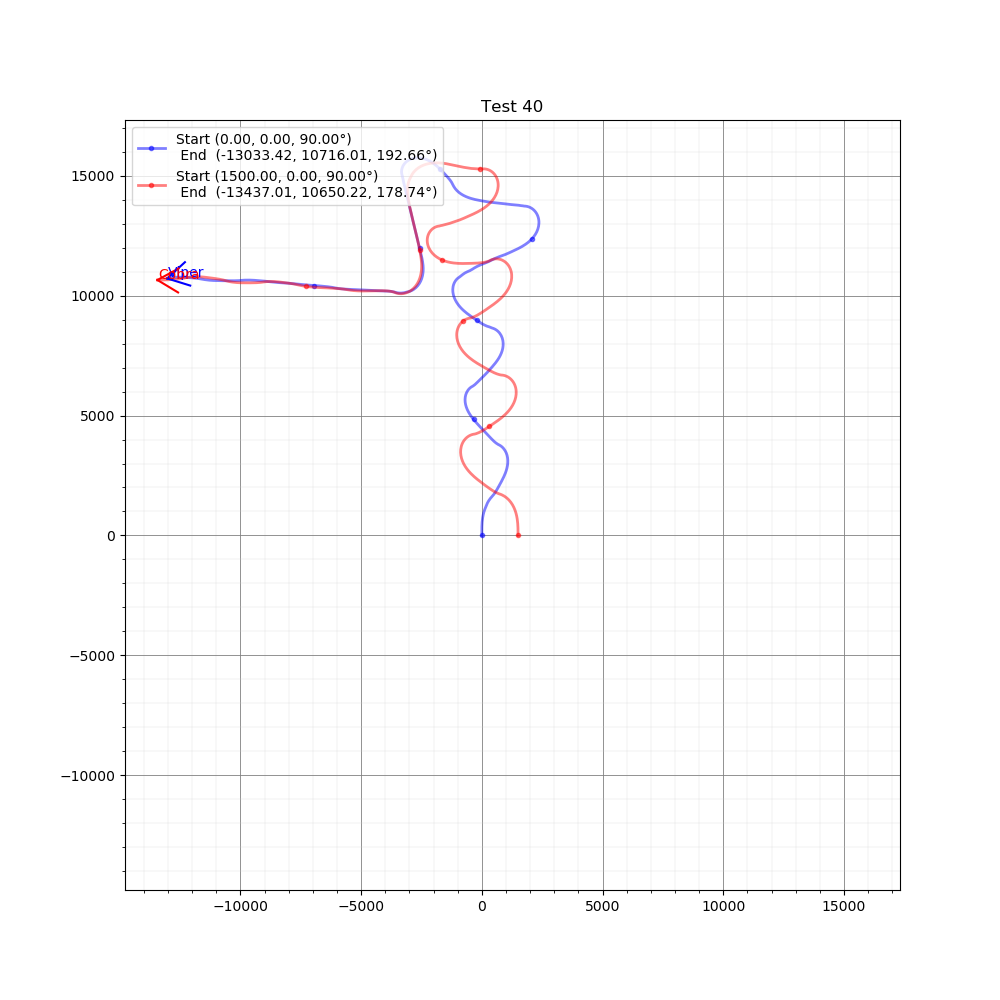 Test 40
Start (0.00, 0.00, 90.00°)
End (-13033.42, 10716.01, 192.66°)
Start (1500.00, 0.00, 90.00°)
End (-13437.01, 10650.22, 178.74°)
15000
10000
5000
0
−5000
−10000
Viper
−10000 −5000 0 5000 10000 15000